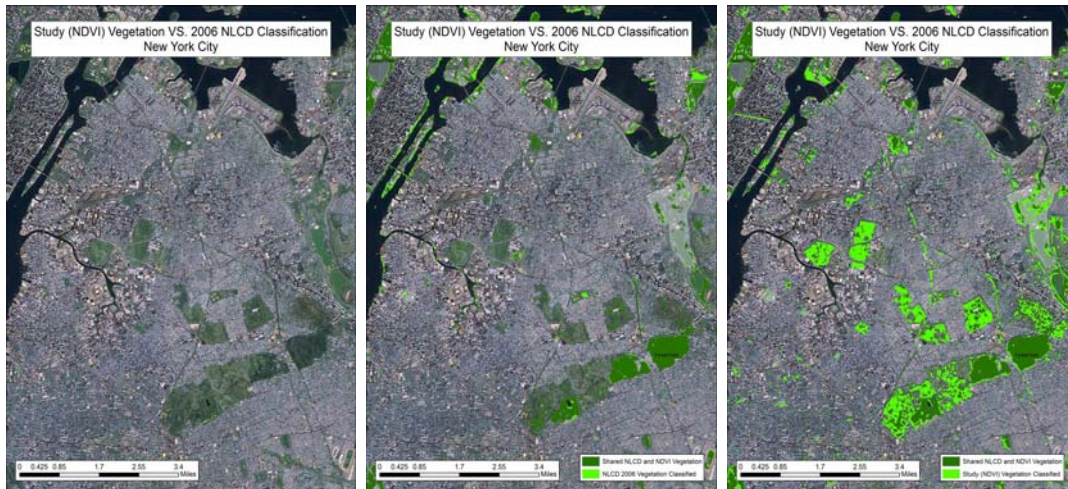 Study (NDVI) Vegetation VS. 2006 NLCD Classification
New York City
0 0.425 0.85 1.7 2.55 3.4
Miles
Study (NDVI) Vegetation VS. 2006 NLCD Classification
New York City
0 0.425 0.85 1.7 2.55 3.4
Miles
Shared NLCD and NDVI Vegetation
NLCD 2006 Vegetation Classified
Study (NDVI) Vegetation VS. 2006 NLCD Classification
New York City
0 0.425 0.85 1.7 2.55 3.4
Miles
Shared NLCD and NDVI Vegetation
Study (NDVI) Vegetation Classified